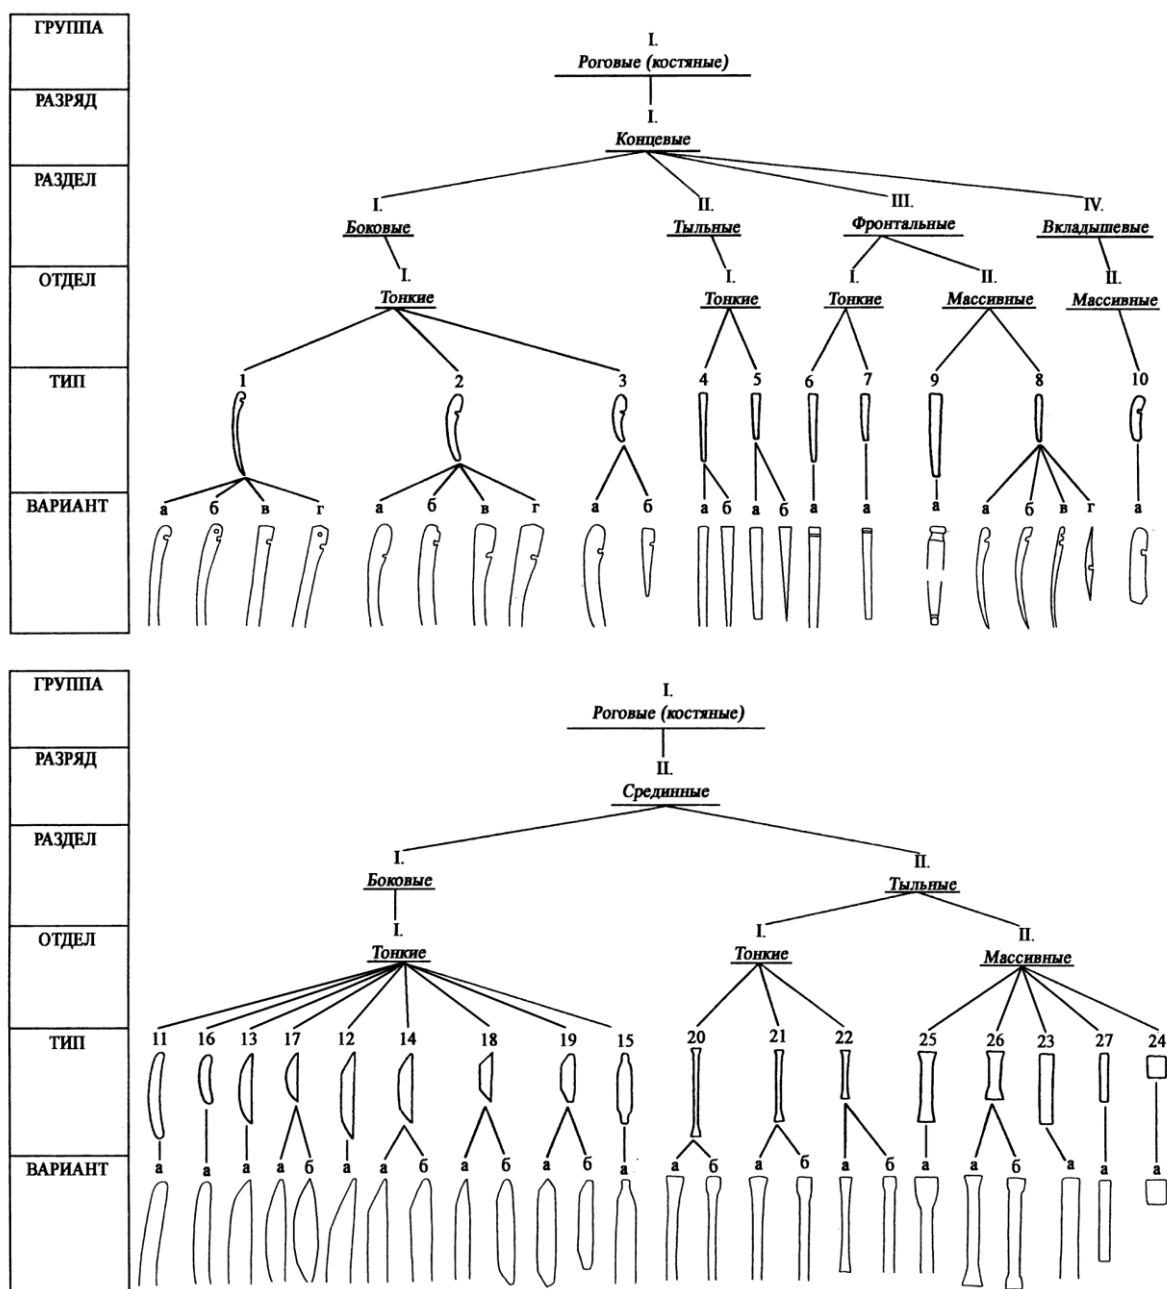 ГРУППА
I.
Роговые (костяные)
РАЗРЯД
I.
Концевые
РАЗДЕЛ
I. II. III. IV.
Боковые Тыльные Фронтальные Вкладышевые
ОТДЕЛ
I. I. I. II. II.
Тонкие Тонкие Тонкие Массивные Массивные
ТИП
1 2 3 4 5 6 7 9 8 10
ВАРИАНТ
а б в г а б в г а б а б а б а а а а б в г а
ГРУППА
I.
Роговые (костяные)
РАЗРЯД
II.
Срединные
РАЗДЕЛ
I. II.
Боковые Тыльные
ОТДЕЛ
I. I. II.
Тонкие Тонкие Массивные
ТИП
11 16 13 17 12 14 18 19 15 20 21 22 25 26 23 27 24
ВАРИАНТ
а а а а б а а б а б а б а а б а б а б а а б а а а